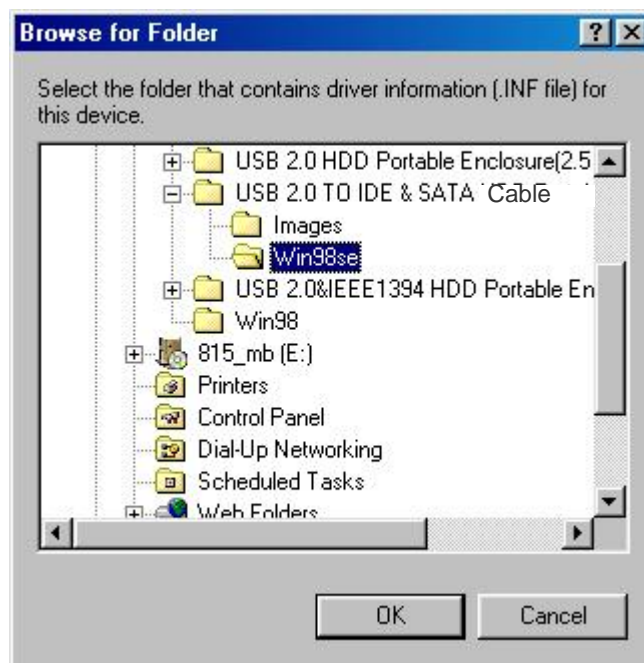 Browse for Folder
Select the folder that contains driver information (.INF file) for
this device.
USB 2.0 HDD Portable Enclosure(2.5
USB 2.0 TO IDE & SATA Cable
Images
Win98se
USB 2.0&IEEE1394 HDD Portable En
Win98
815_mb (E:)
Printers
Control Panel
Dial-Up Networking
Scheduled Tasks
Web Folders
OK Cancel